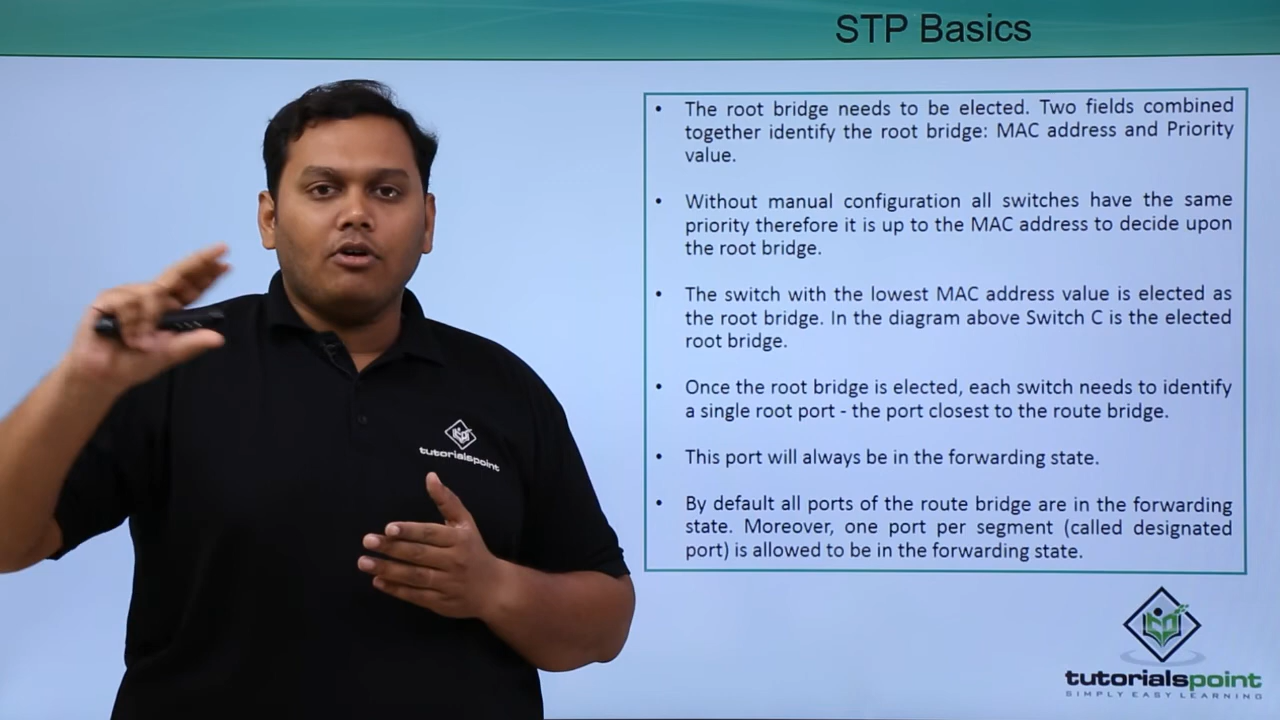 STP Basics
• The root bridge needs to be elected. Two fields combined
together identify the root bridge: MAC address and Priority
value.
• Without manual configuration all switches have the same
priority therefore it is up to the MAC address to decide upon
the root bridge.
• The switch with the lowest MAC address value is elected as
the root bridge. In the diagram above Switch C is the elected
root bridge.
• Once the root bridge is elected, each switch needs to identify
a single root port - the port closest to the route bridge.
• This port will always be in the forwarding state.
• By default all ports of the route bridge are in the forwarding
state. Moreover, one port per segment (called designated
port) is allowed to be in the forwarding state.
tutorialspoint
tutorialspoint
SIMPLY EASY LEARNING